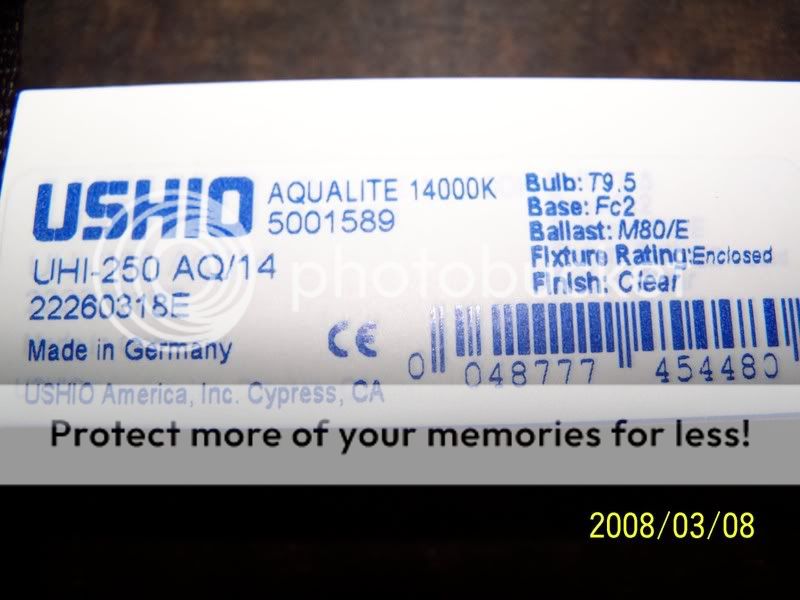 USHIO
AQUALITE 14000K
5001589
UHI-250 AQ/14
22260318E
Made in Germany
USHIO America, Inc. Cypress, CA
CE
Bulb: T9.5
Base: Fc2
Ballast: M80/E
Fixture Rating: Enclosed
Finish: Clear
0 048777 454480
photobucket
Protect more of your memories for less!
2008/03/08